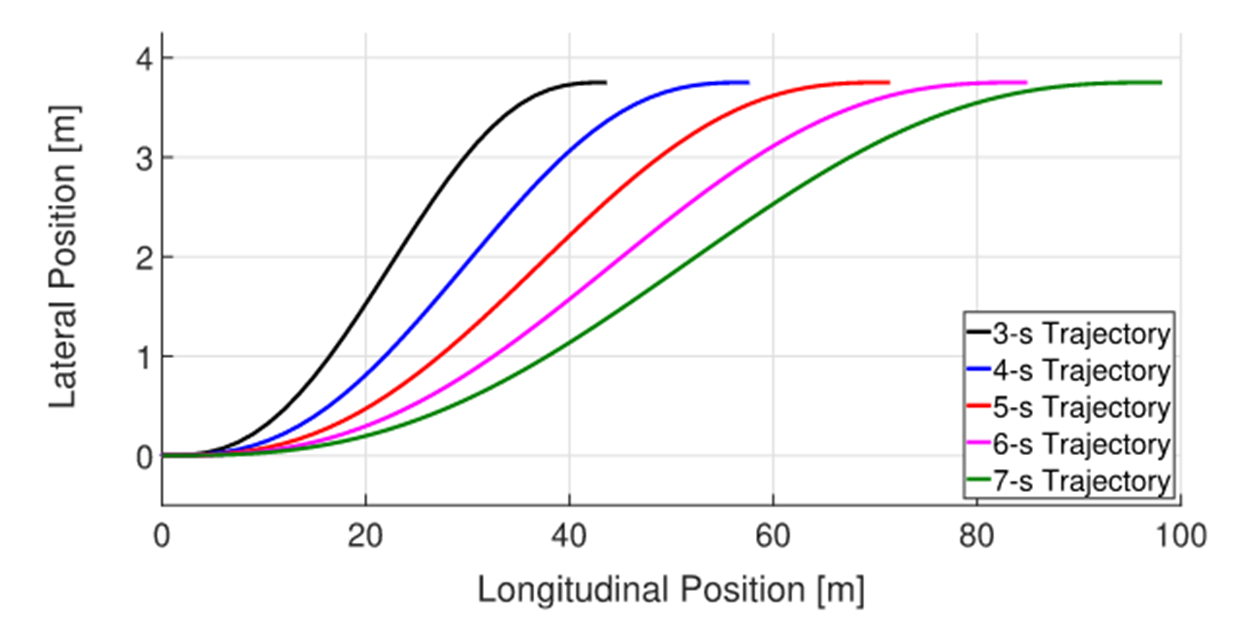 4
3
2
1
0
Lateral Position [m]
3-s Trajectory
4-s Trajectory
5-s Trajectory
6-s Trajectory
7-s Trajectory
0 20 40 60 80 100
Longitudinal Position [m]